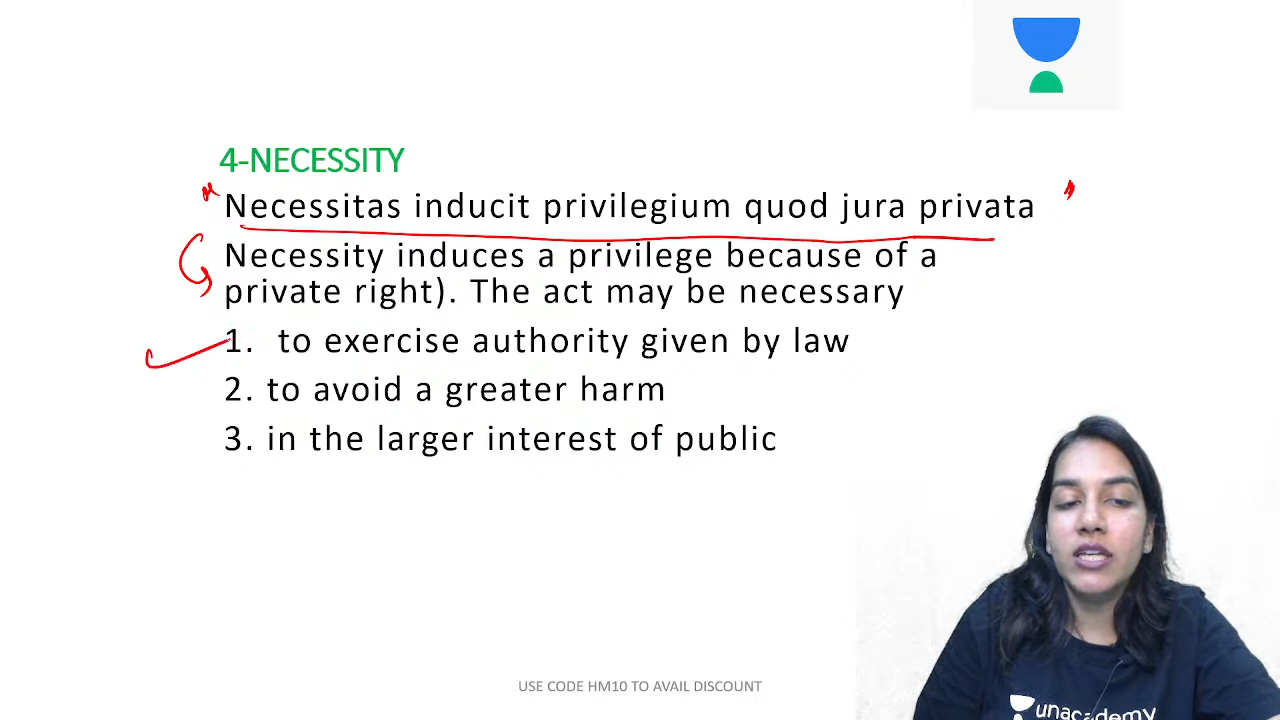 4-NECESSITY
Necessitas inducit privilegium quod jura privata
Necessity induces a privilege because of a
private right). The act may be necessary
1. to exercise authority given by law
2. to avoid a greater harm
3. in the larger interest of public
USE CODE HM10 TO AVAIL DISCOUNT
unacademy